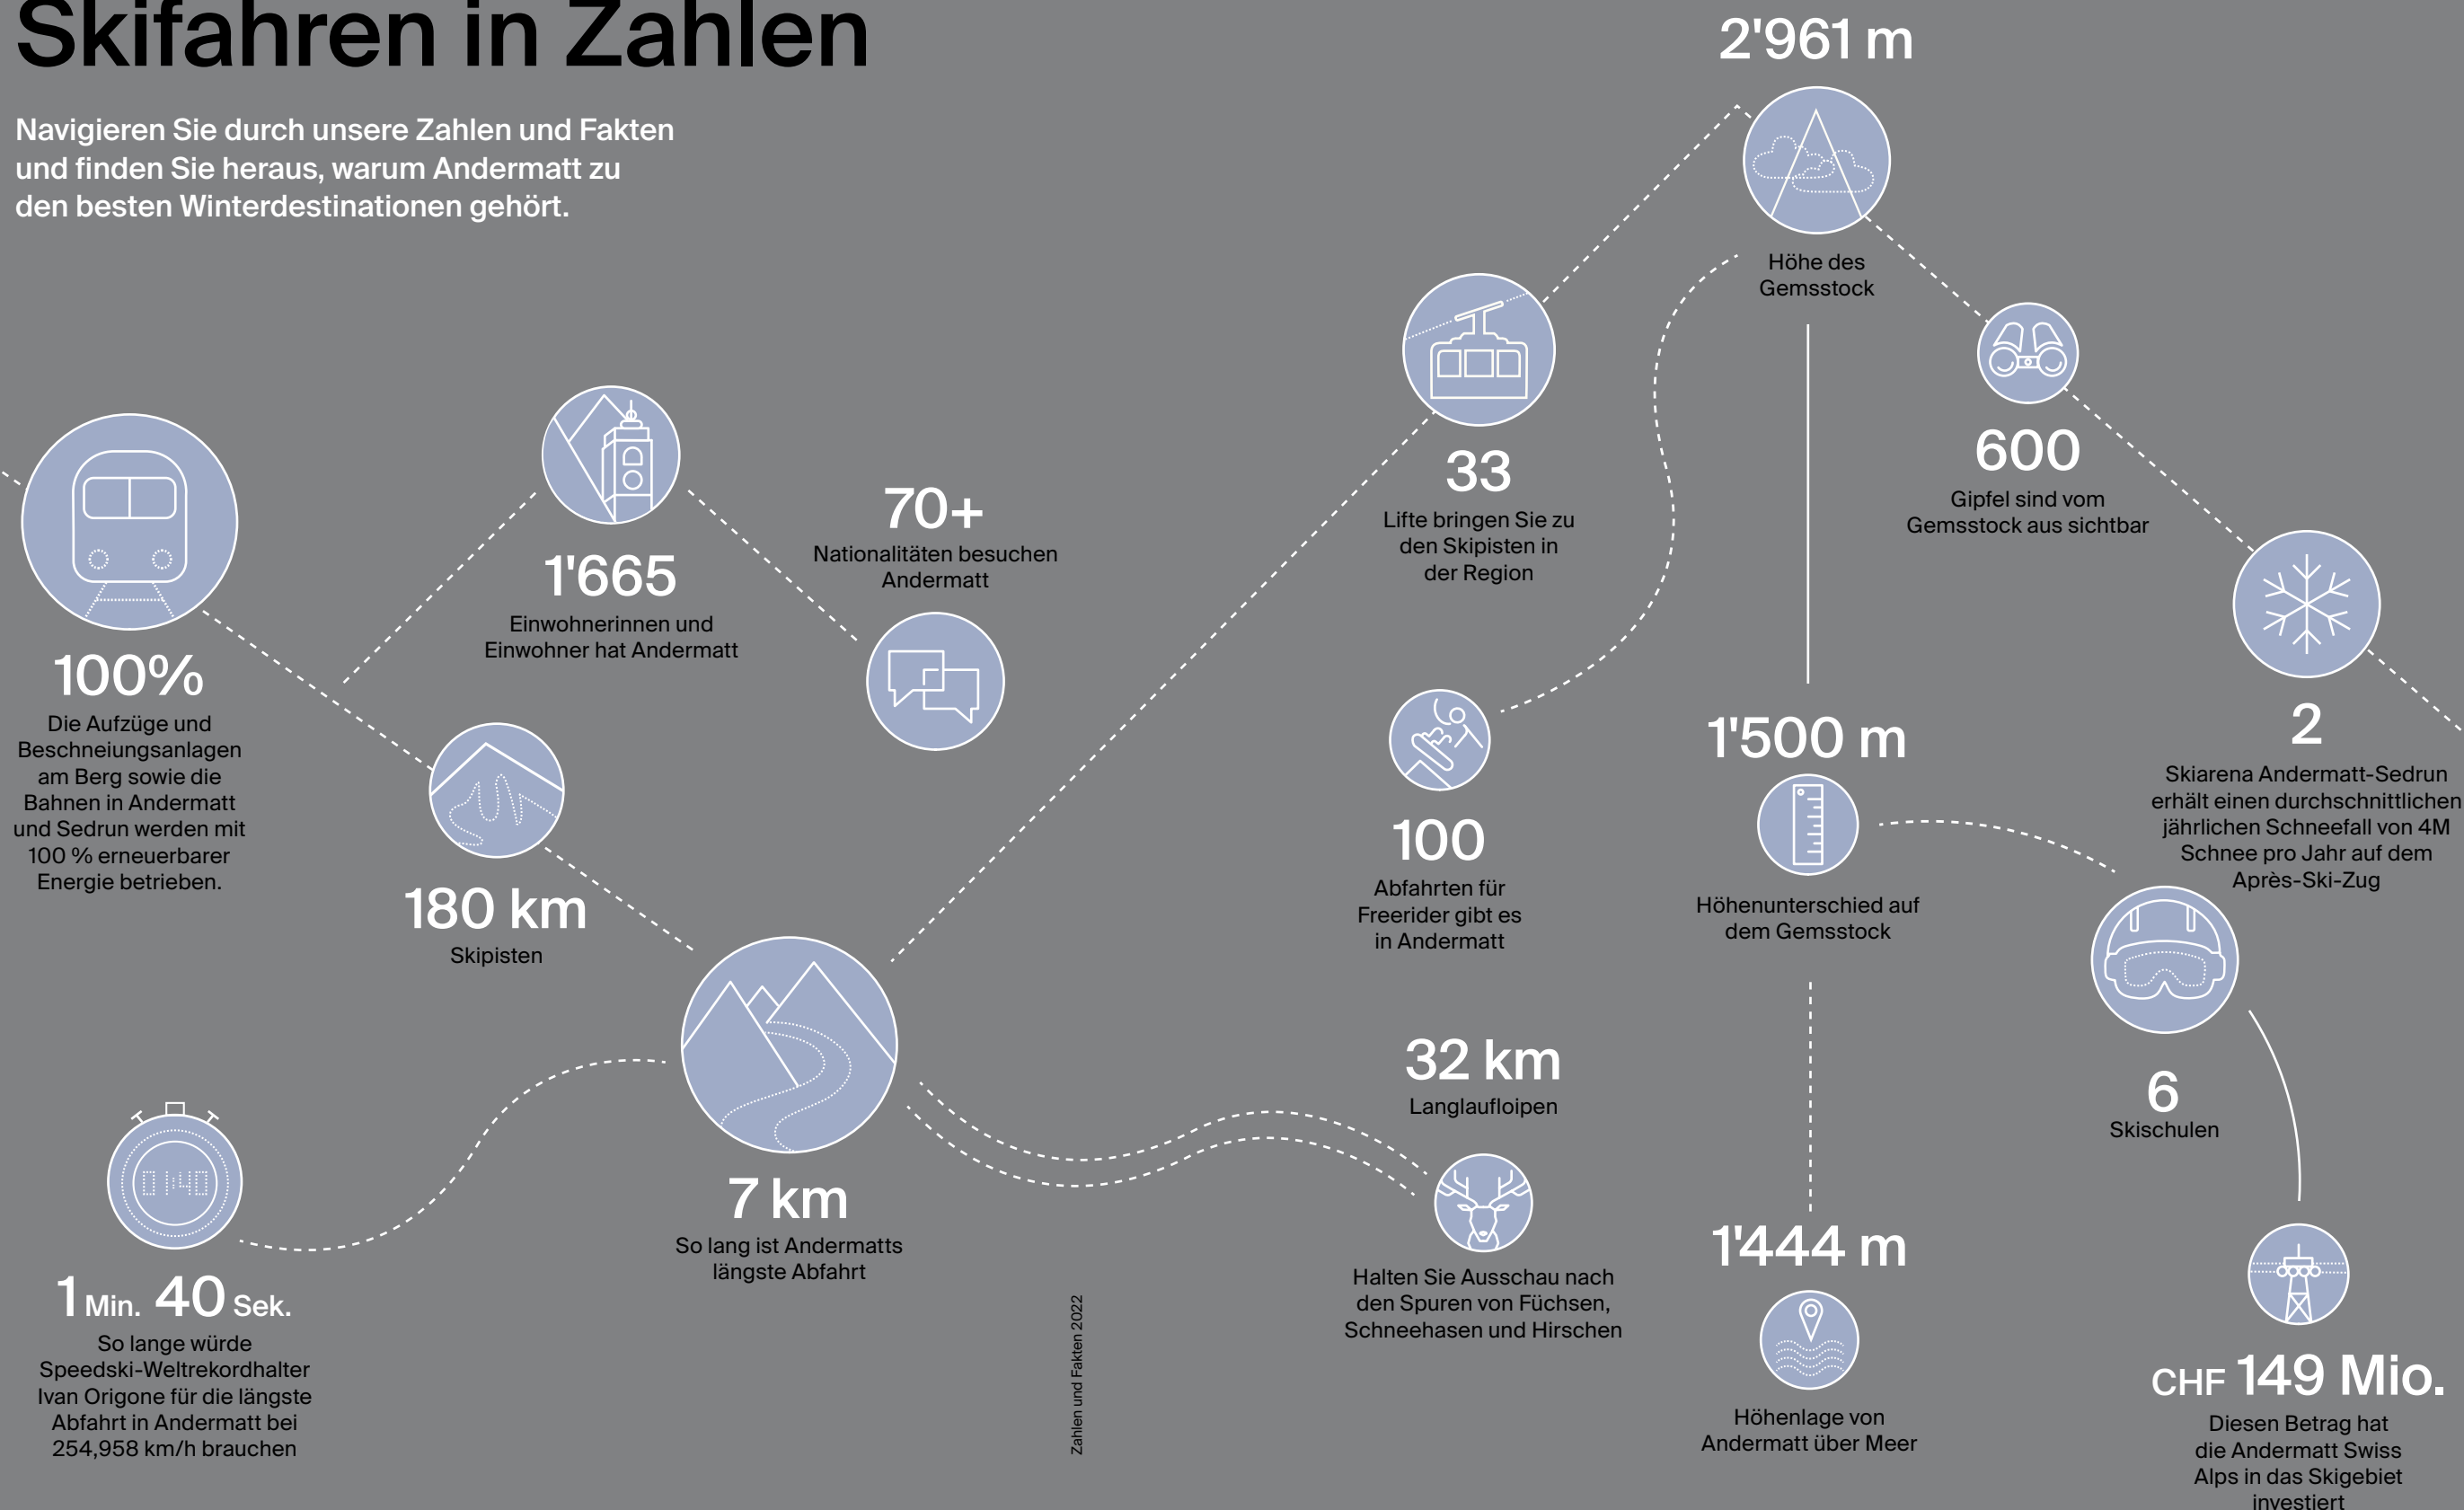 Skifahren in Zahlen
Navigieren Sie durch unsere Zahlen und Fakten
und finden Sie heraus, warum Andermatt zu
den besten Winterdestinationen gehört.
100%
Die Aufzüge und
Beschneiungsanlagen
am Berg sowie die
Bahnen in Andermatt
und Sedrun werden mit
100 % erneuerbarer
Energie betrieben.
1'665
Einwohnerinnen und
Einwohner hat Andermatt
70+
Nationalitäten besuchen
Andermatt
180 km
Skipisten
01:40
1 Min. 40 Sek.
So lange würde
Speedski-Weltrekordhalter
Ivan Origone für die längste
Abfahrt in Andermatt bei
254,958 km/h brauchen
7 km
So lang ist Andermatts
längste Abfahrt
Zahlen und Fakten 2022
2'961 m
Höhe des
Gemsstock
33
Lifte bringen Sie zu
den Skipisten in
der Region
600
Gipfel sind vom
Gemsstock aus sichtbar
100
Abfahrten für
Freerider gibt es
in Andermatt
1'500 m
Höhenunterschied auf
dem Gemsstock
2
Skiarena Andermatt-Sedrun
erhält einen durchschnittlichen
jährlichen Schneefall von 4M
Schnee pro Jahr auf dem
Après-Ski-Zug
32 km
Langlaufloipen
Halten Sie Ausschau nach
den Spuren von Füchsen,
Schneehasen und Hirschen
6
Skischulen
1'444 m
Höhenlage von
Andermatt über Meer
CHF 149 Mio.
Diesen Betrag hat
die Andermatt Swiss
Alps in das Skigebiet
investiert